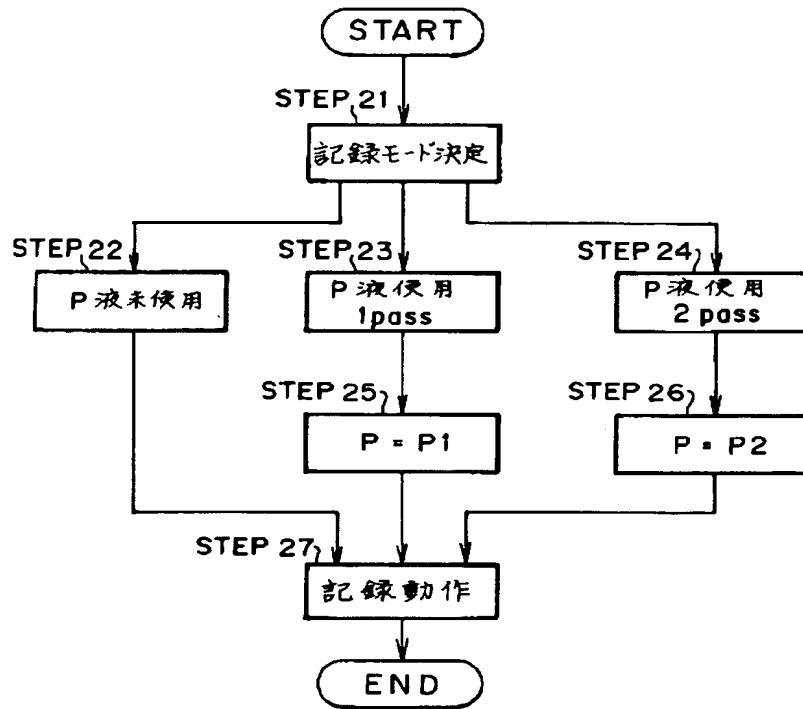 START
STEP 21
記録モード決定
STEP 22
STEP 23
STEP 24
P液未使用
P液使用
1pass
P液使用
2 pass
STEP 25
STEP 26
P = P1
P = P2
STEP 27
記録動作
END